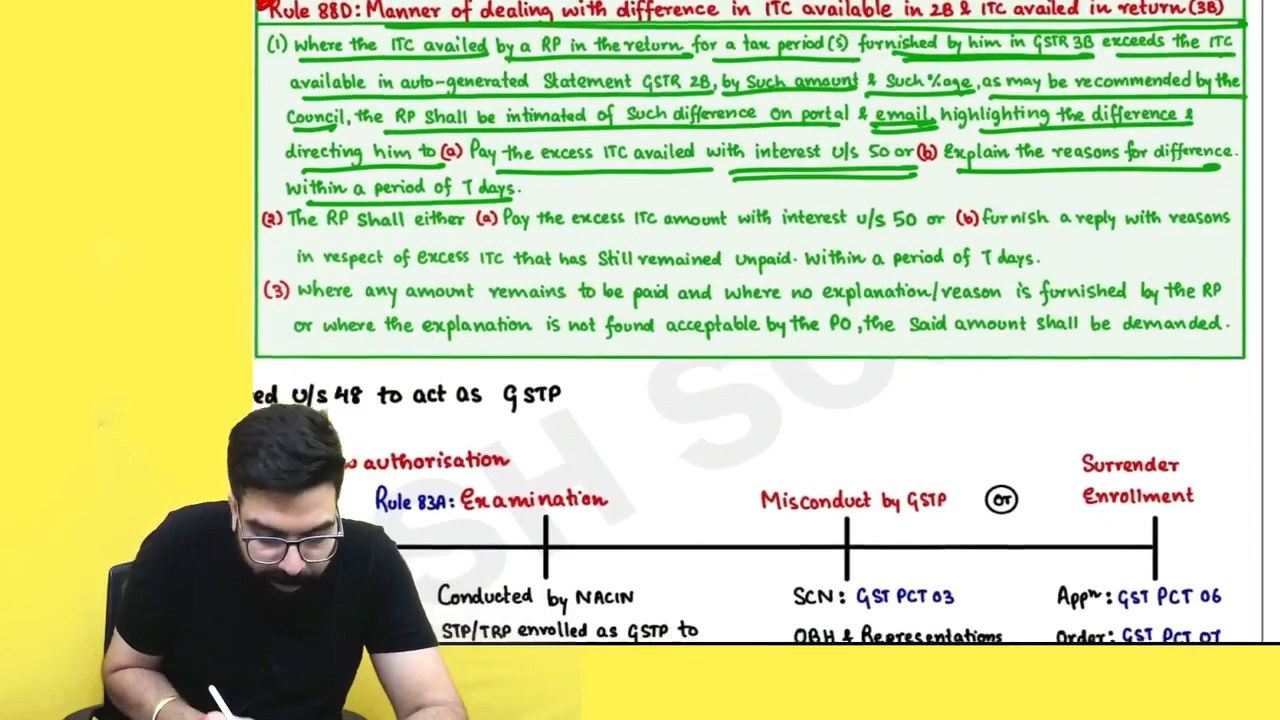 Rule 88D: Manner of dealing with difference in ITC available in 2B & ITC availed in return (3B)
(1) Where the ITC availed by a RP in the return for a tax period(s) furnished by him in GSTR 3B exceeds the ITC
available in auto-generated Statement GSTR 2B, by Such amount & Such %age, as may be recommended by the
Council, the RP Shall be intimated of Such difference on portal & email highlighting the difference &
directing him to (a) Pay the excess ITC availed with interest U/s 50 or (b) Explain the reasons for difference.
Within a period of 7 days.
(2) The RP Shall either (a) Pay the excess ITC amount with interest u/s 50 or (b) furnish a reply with reasons
in respect of excess ITC that has Still remained unpaid. Within a period of 7 days.
(3) Where any amount remains to be paid and where no explanation/reason is furnished by the RP
or where the explanation is not found acceptable by the PO, the Said amount shall be demanded.
ed U/s 48 to act as GSTP
authorisation
Rule 83A: Examination
Misconduct by GSTP
or
Surrender
Enrollment
Conducted by NACIN
STP/TRP enrolled as GSTP to
SCN: GST PCT 03
OBH & Representations
Appⁿ: GST PCT 06
Order: GST PCT 07
SH SO